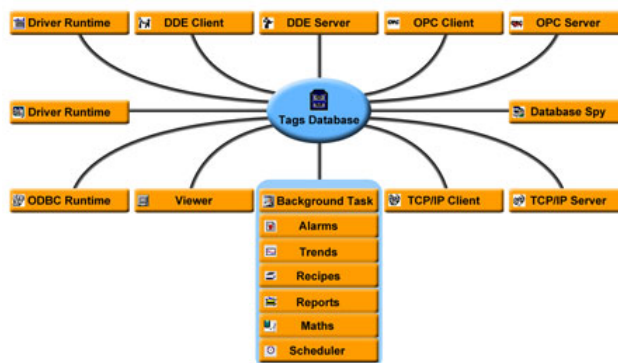 Driver Runtime
DDE Client
DDE Server
OPC Client
OPC Server
Driver Runtime
Tags Database
Database Spy
ODBC Runtime
Viewer
Background Task
TCP/IP Client
TCP/IP Server
Alarms
Trends
Recipes
Reports
Maths
Scheduler